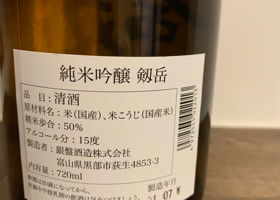 純米吟醸 剱岳
品目：清酒
原材料名：米（国産）、米こうじ（国産米）
精米歩合：50%
アルコール分：15度
製造者：銀盤酒造株式会社
富山県黒部市荻生4853-3
内容量：720ml
製造年月